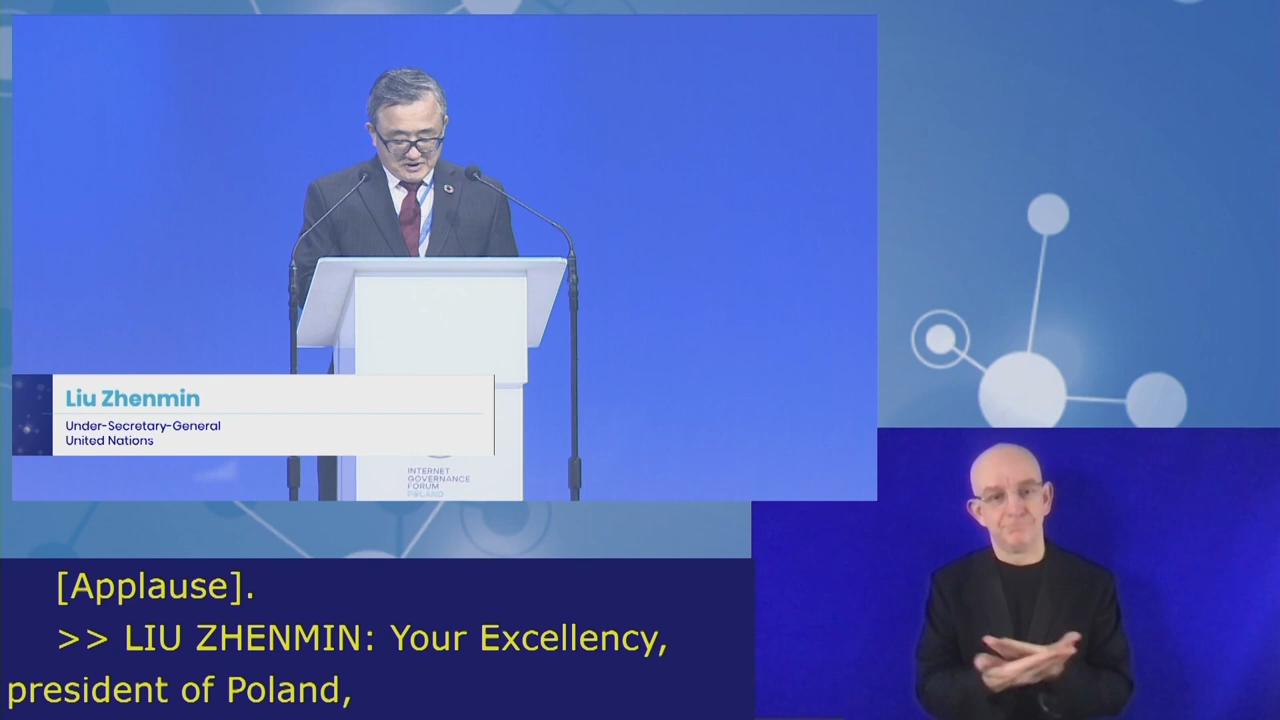 Liu Zhenmin
Under-Secretary-General
United Nations
INTERNET
GOVERNANCE
FORUM
POLAND
[Applause].
>> LIU ZHENMIN: Your Excellency,
president of Poland,